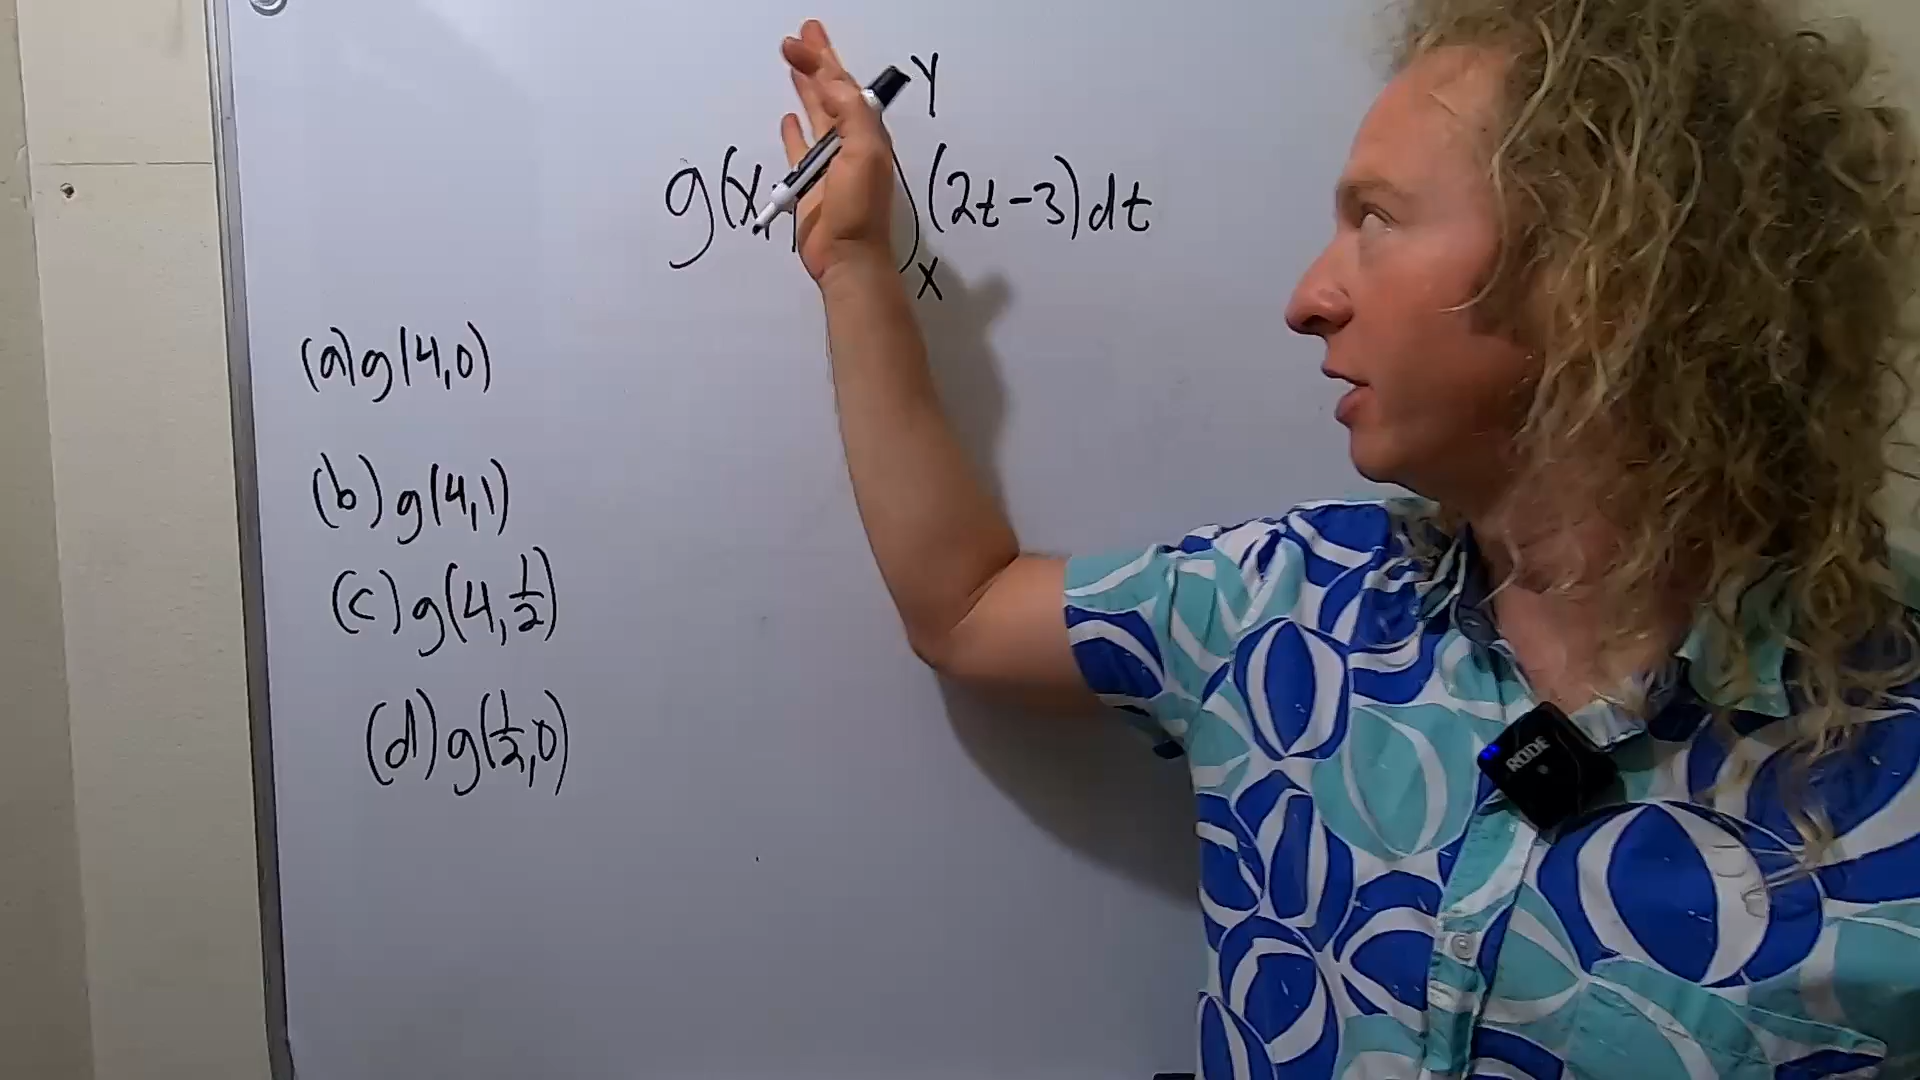 g(x ∫ (2t-3)dt
y
x
(a) g(4,0)
(b) g(4,1)
(c) g(4,1/2)
(d) g(1/2,0)
RODE